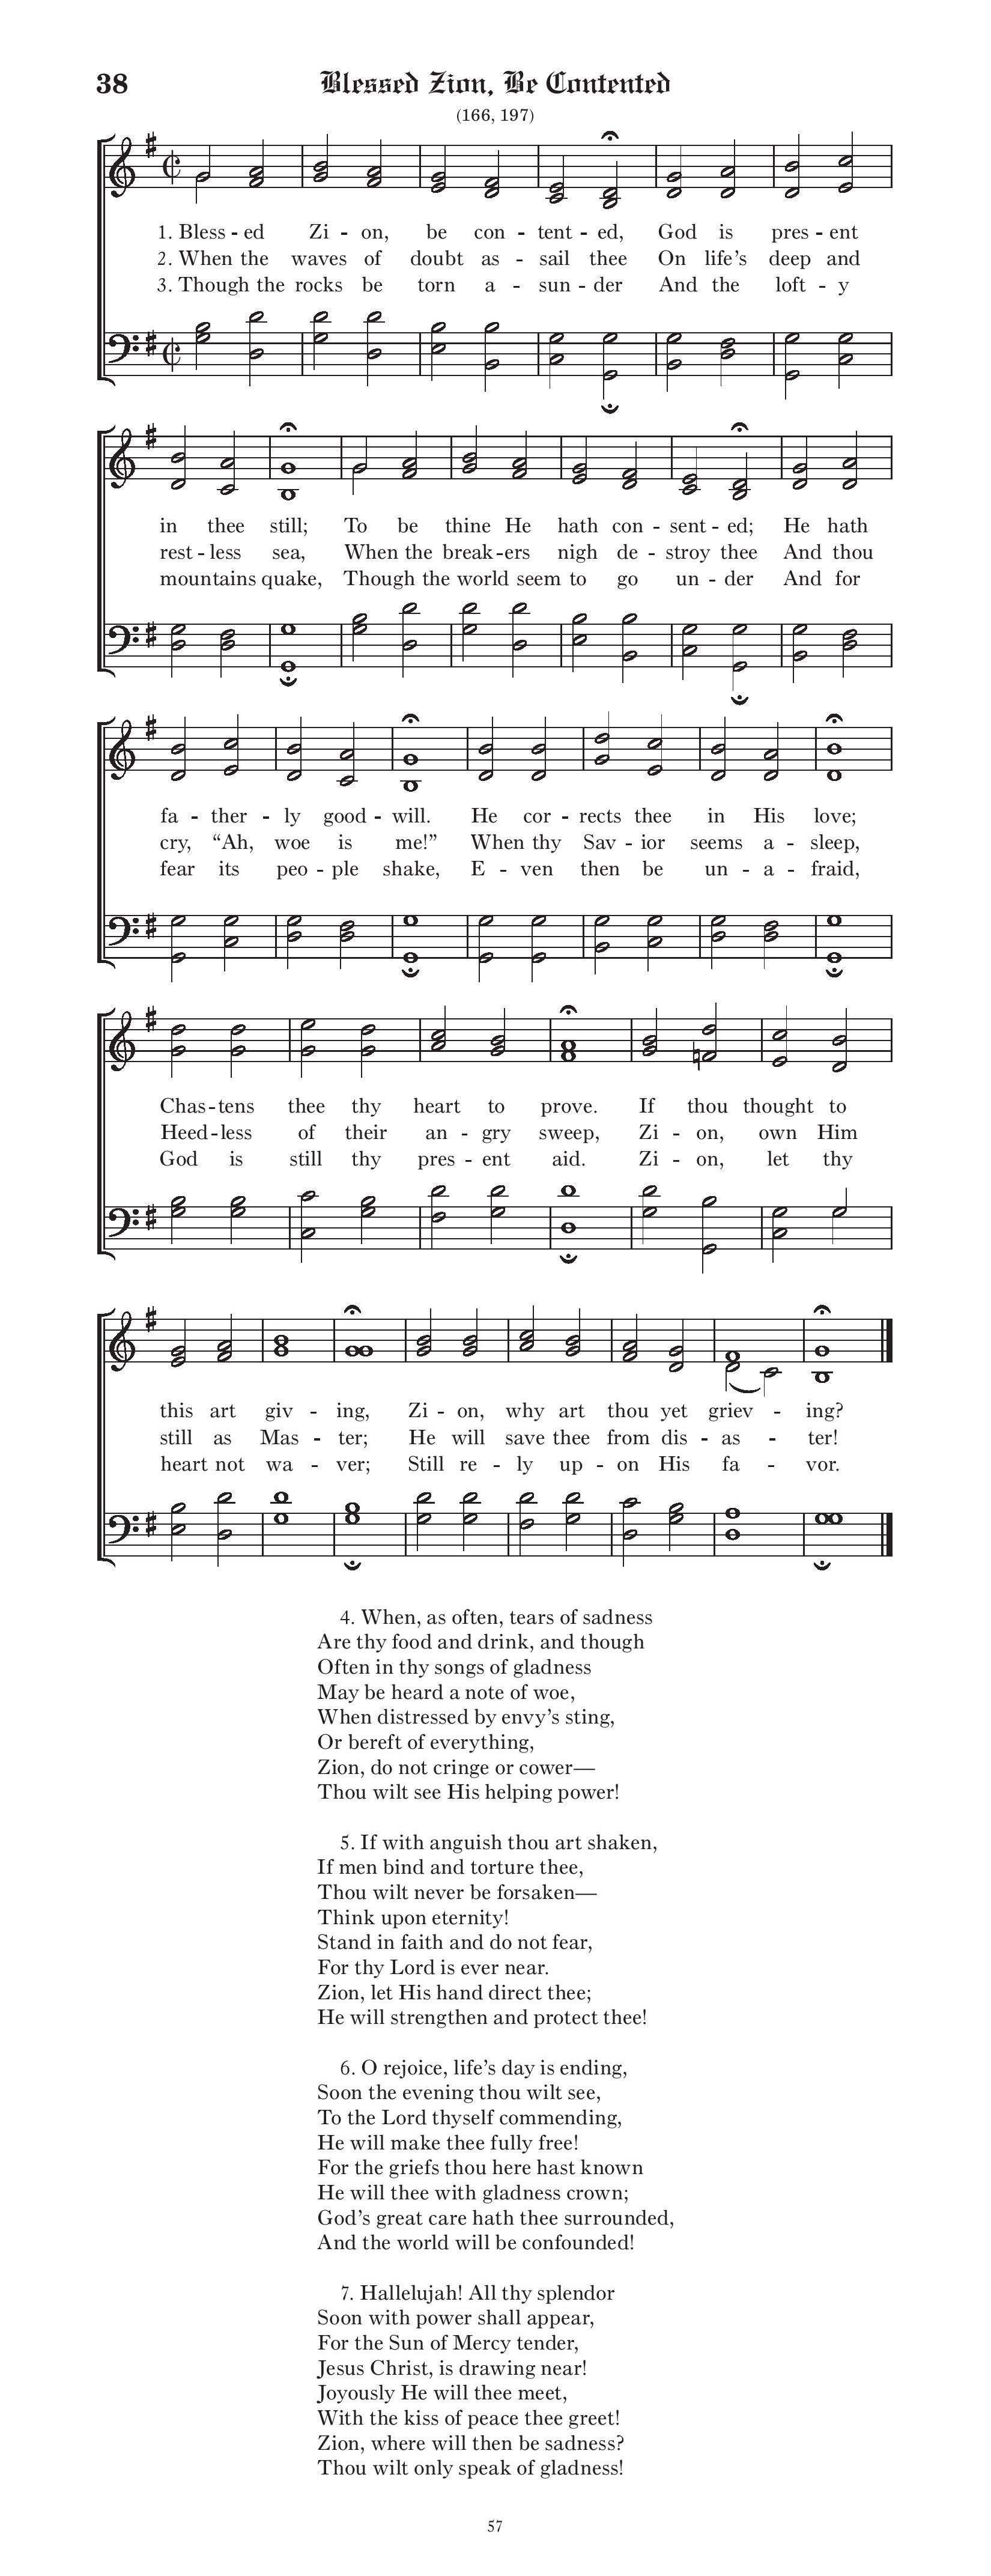 38
Blessed Zion, Be Contented
(166, 197)
1. Bless - ed Zi - on, be con - tent - ed, God is pres - ent
2. When the waves of doubt as - sail thee On life’s deep and
3. Though the rocks be torn a - sun - der And the loft - y
in thee still; To be thine He hath con - sent - ed; He hath
rest - less sea, When the break - ers nigh de - stroy thee And thou
mountains quake, Though the world seem to go un - der And for
fa - ther - ly good - will. He cor - rects thee in His love;
cry, “Ah, woe is me!” When thy Sav - ior seems a - sleep,
fear its peo - ple shake, E - ven then be un - a - fraid,
Chas - tens thee thy heart to prove. If thou thought to
Heed - less of their an - gry sweep, Zi - on, own Him
God is still thy pres - ent aid. Zi - on, let thy
this art giv - ing, Zi - on, why art thou yet griev - ing?
still as Mas - ter; He will save thee from dis - as - ter!
heart not wa - ver; Still re - ly up - on His fa - vor.
4. When, as often, tears of sadness
Are thy food and drink, and though
Often in thy songs of gladness
May be heard a note of woe,
When distressed by envy’s sting,
Or bereft of everything,
Zion, do not cringe or cower—
Thou wilt see His helping power!
5. If with anguish thou art shaken,
If men bind and torture thee,
Thou wilt never be forsaken—
Think upon eternity!
Stand in faith and do not fear,
For thy Lord is ever near.
Zion, let His hand direct thee;
He will strengthen and protect thee!
6. O rejoice, life’s day is ending,
Soon the evening thou wilt see,
To the Lord thyself commending,
He will make thee fully free!
For the griefs thou here hast known
He will thee with gladness crown;
God’s great care hath thee surrounded,
And the world will be confounded!
7. Hallelujah! All thy splendor
Soon with power shall appear,
For the Sun of Mercy tender,
Jesus Christ, is drawing near!
Joyously He will thee meet,
With the kiss of peace thee greet!
Zion, where will then be sadness?
Thou wilt only speak of gladness!
57